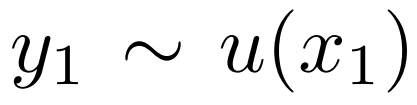 y₁ ∼ u(x₁)